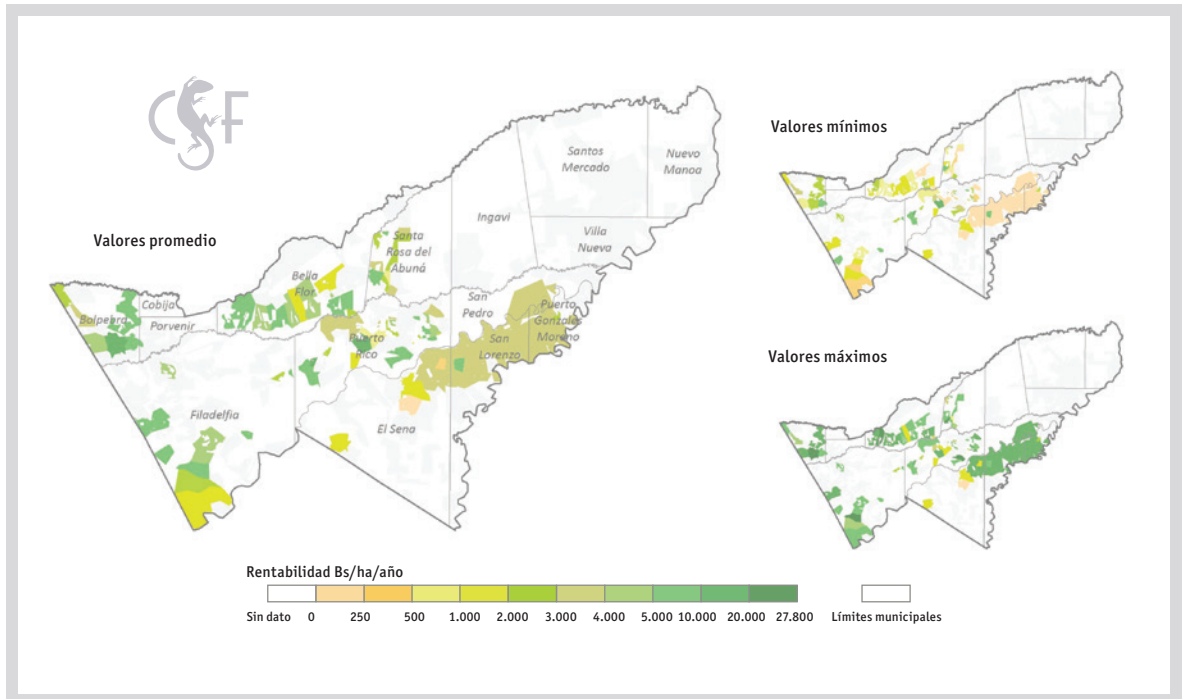 CSF
Valores promedio
Santos
Mercado
Nuevo
Manoa
Ingavi
Villa
Nueva
Santa
Rosa del
Abuná
Bella
Flor
Cobija
Bolpebra
Porvenir
San
Pedro
Puerto
Gonzales
Moreno
San
Lorenzo
Puerto
Rico
Filadelfia
El Sena
Valores mínimos
Valores máximos
Rentabilidad Bs/ha/año
Sin dato 0 250 500 1.000 2.000 3.000 4.000 5.000 10.000 20.000 27.800
Límites municipales